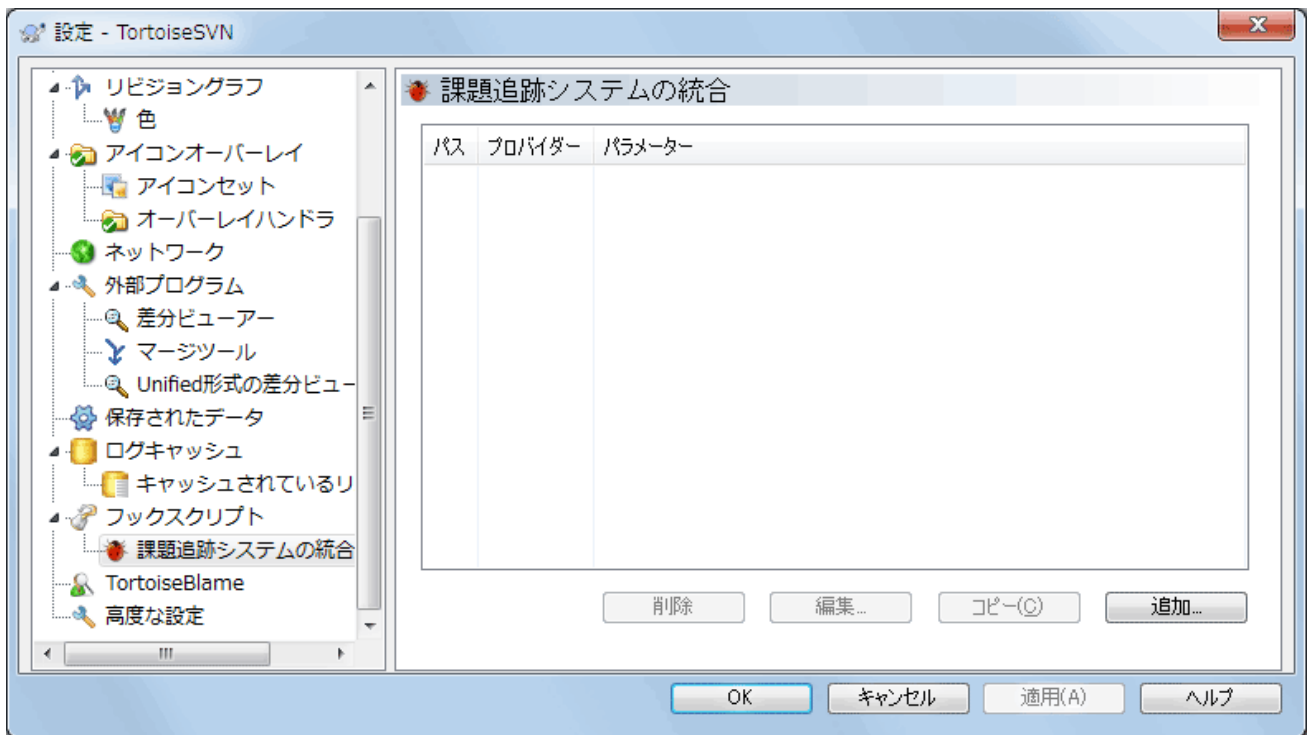 設定 - TortoiseSVN
リビジョングラフ
色
アイコンオーバーレイ
アイコンセット
オーバーレイハンドラ
ネットワーク
外部プログラム
差分ビューアー
マージツール
Unified形式の差分ビュー
保存されたデータ
ログキャッシュ
キャッシュされているリ
フックスクリプト
課題追跡システムの統合
TortoiseBlame
高度な設定
課題追跡システムの統合
パス プロバイダー パラメーター
削除 編集... コピー(C) 追加...
OK キャンセル 適用(A) ヘルプ